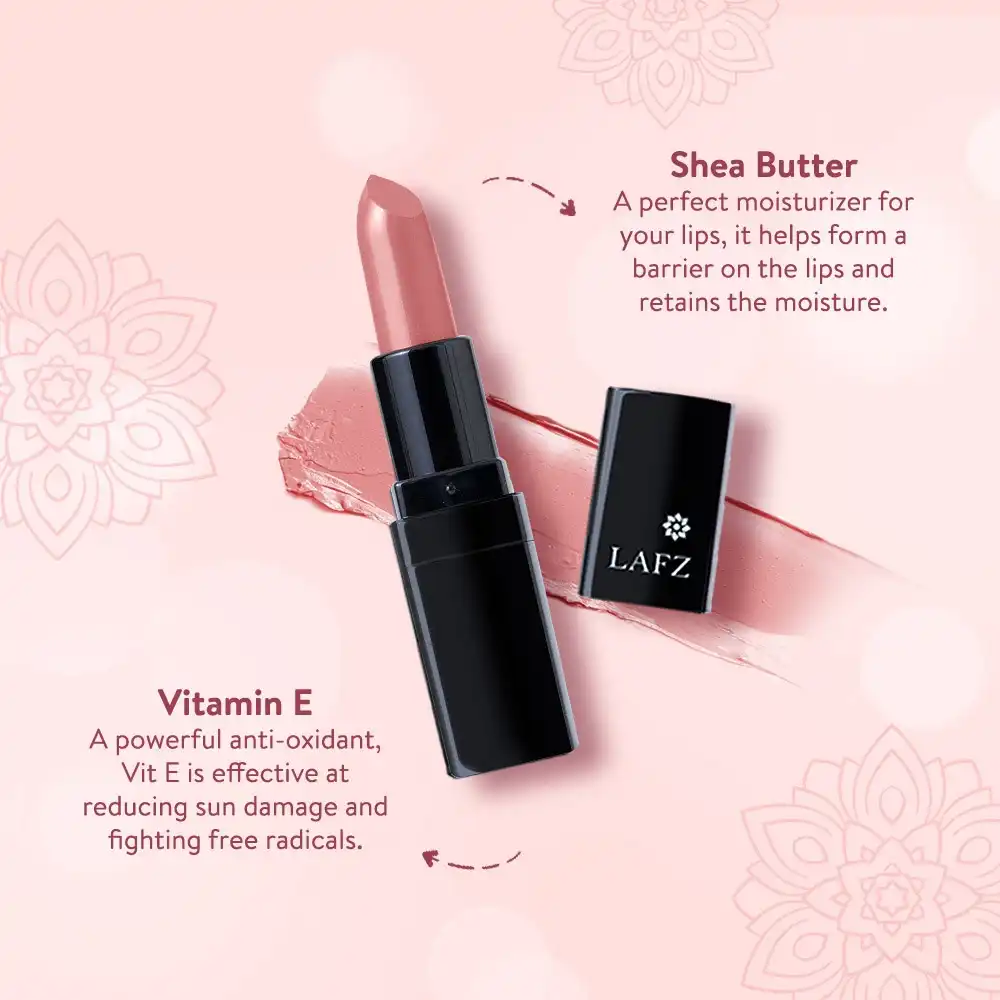 Shea Butter
A perfect moisturizer for
your lips, it helps form a
barrier on the lips and
retains the moisture.
LAFZ
Vitamin E
A powerful anti-oxidant,
Vit E is effective at
reducing sun damage and
fighting free radicals.